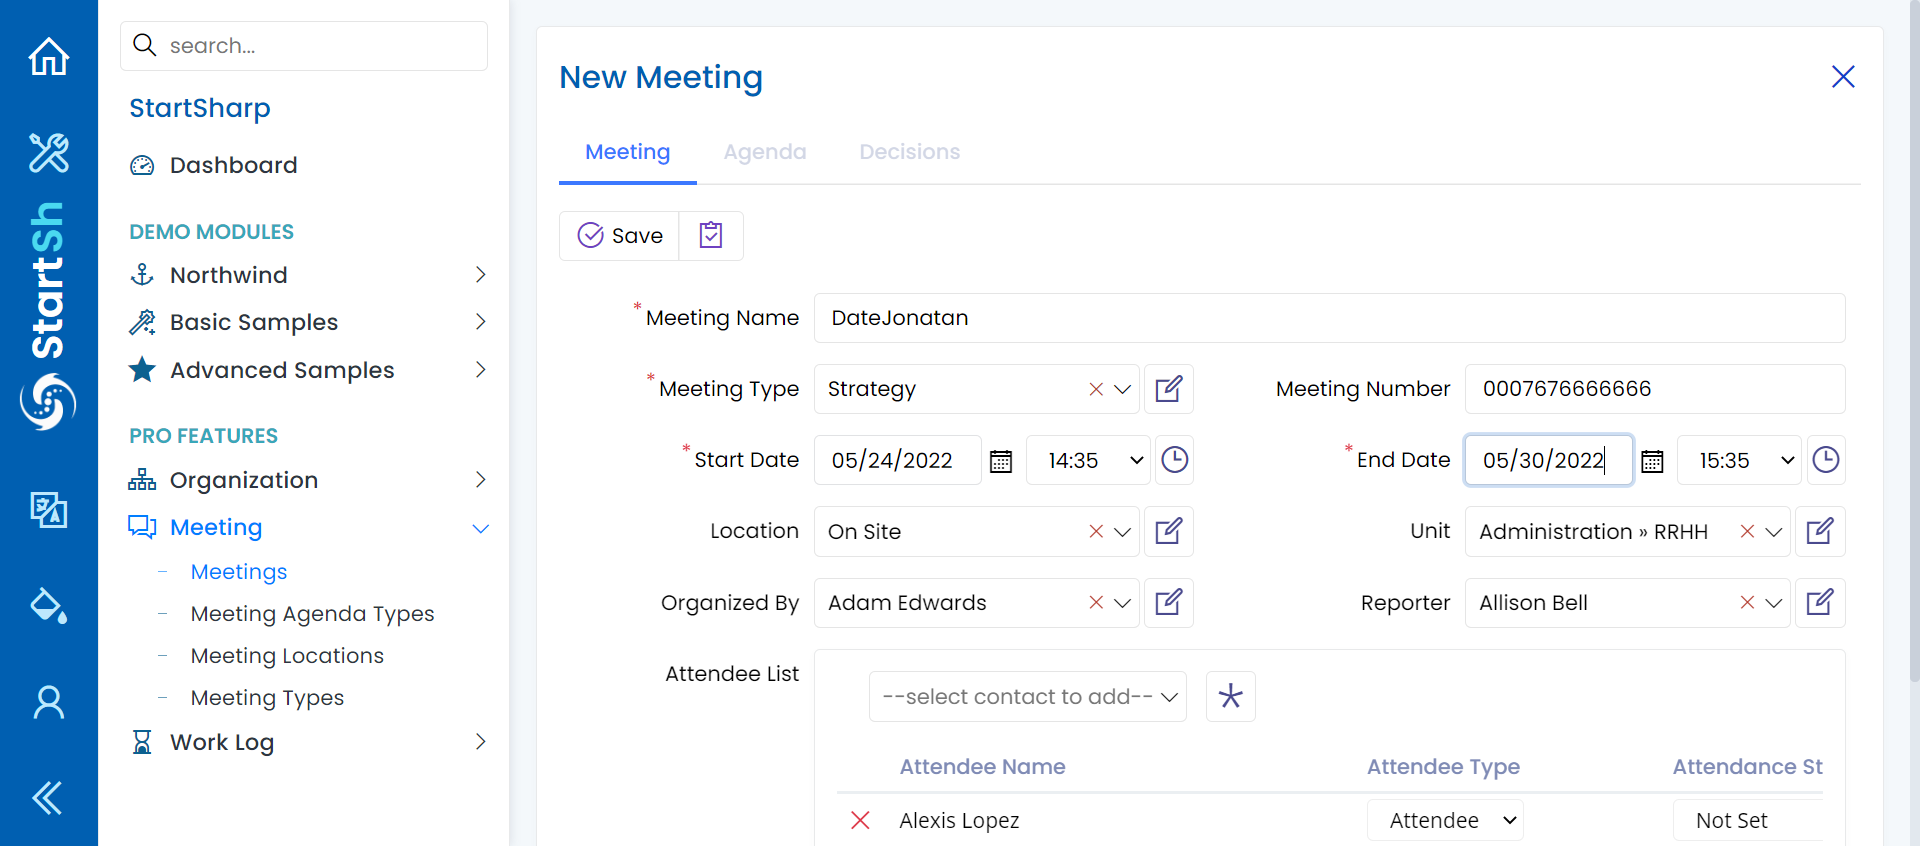 search...
StartSharp
Dashboard
DEMO MODULES
Northwind
Basic Samples
Advanced Samples
PRO FEATURES
Organization
Meeting
Meetings
Meeting Agenda Types
Meeting Locations
Meeting Types
Work Log
StartSh
New Meeting
Meeting Agenda Decisions
Save
* Meeting Name DateJonatan
* Meeting Type Strategy Meeting Number 0007676666666
* Start Date 05/24/2022 14:35 * End Date 05/30/2022 15:35
Location On Site Unit Administration » RRHH
Organized By Adam Edwards Reporter Allison Bell
Attendee List
--select contact to add--
Attendee Name Attendee Type Attendance St
Alexis Lopez Attendee Not Set